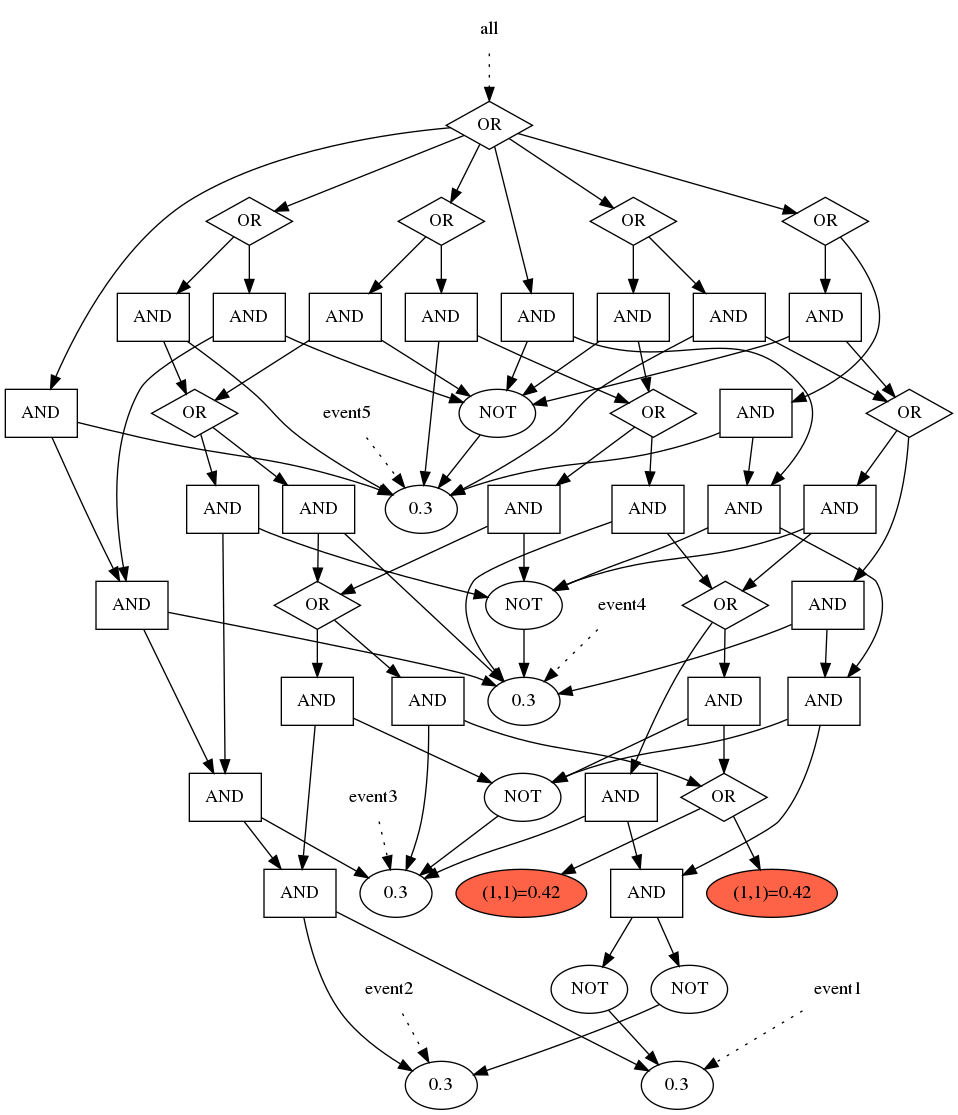 all
OR
OR OR OR OR
AND AND AND AND AND AND AND AND
AND OR event5 NOT OR AND OR
AND AND 0.3 AND AND AND AND
AND OR NOT event4 OR AND
AND AND 0.3 AND AND
AND event3 NOT AND OR
AND 0.3 (1,1)=0.42 AND (1,1)=0.42
event2 NOT NOT event1
0.3 0.3